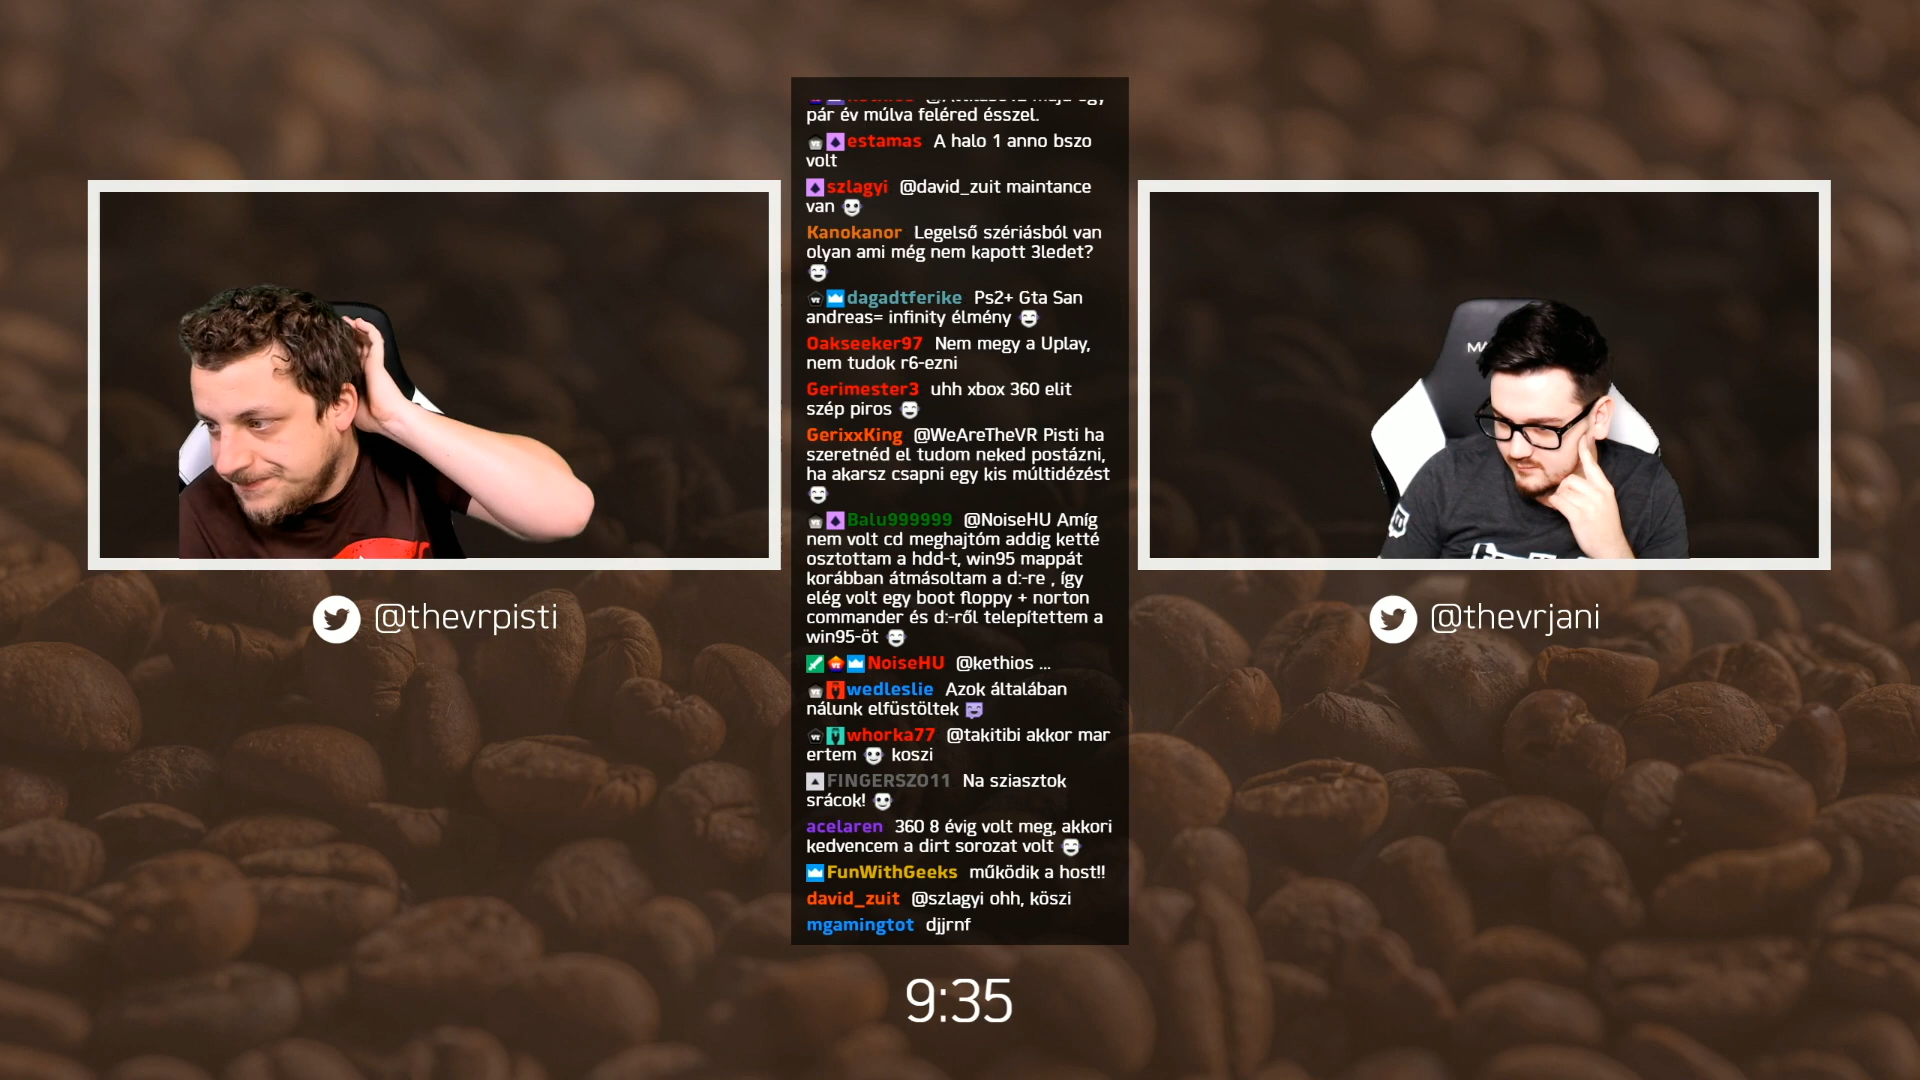 pár év múlva feléred ésszel.
estamas A halo 1 anno bszo
volt
szlagyi @david_zuit maintance
van
Kanokanor Legelső szériásból van
olyan ami még nem kapott 3ledet?
dagadtferike Ps2+ Gta San
andreas= infinity élmény
Oakseeker97 Nem megy a Uplay,
nem tudok r6-ezni
Gerimester3 uhh xbox 360 elit
szép piros
GerixxKing @WeAreTheVR Pisti ha
szeretnéd el tudom neked postázni,
ha akarsz csapni egy kis múltidézést
Balu999999 @NoiseHU Amíg
nem volt cd meghajtóm addig ketté
osztottam a hdd-t, win95 mappát
korábban átmásoltam a d:-re , így
elég volt egy boot floppy + norton
commander és d:-ről telepítettem a
win95-öt
NoiseHU @kethios ...
wedleslie Azok általában
nálunk elfüstöltek
whorka77 @takitibi akkor mar
ertem koszi
FINGERSZO11 Na sziasztok
srácok!
acelaren 360 8 évig volt meg, akkori
kedvencem a dirt sorozat volt
FunWithGeeks működik a host!!
david_zuit @szlagyi ohh, köszi
mgamingtot djjrnf
@thevrpisti
@thevrjani
9:35